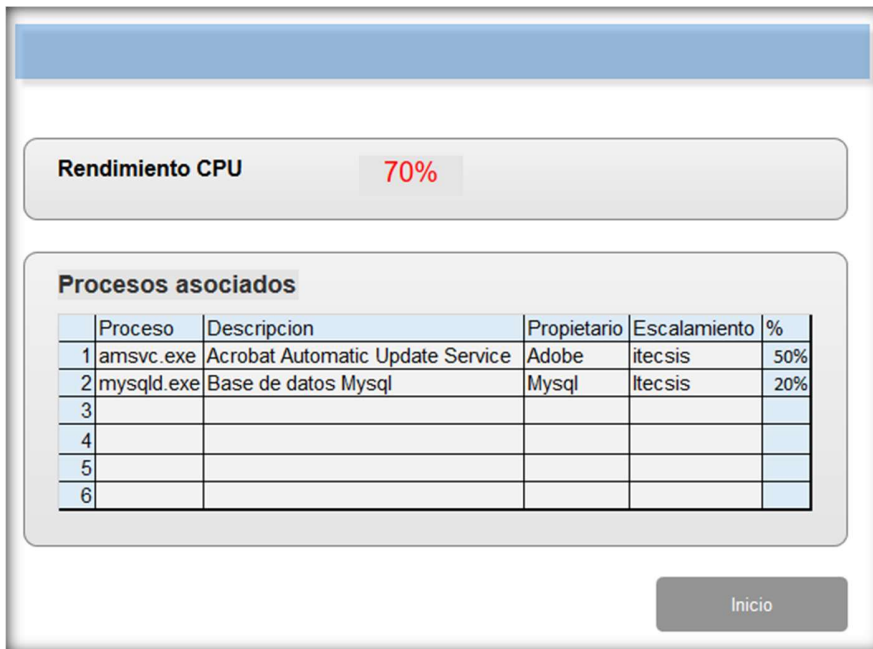 Rendimiento CPU 70%
Procesos asociados
Proceso Descripcion Propietario Escalamiento %
1 amsvc.exe Acrobat Automatic Update Service Adobe itecsis 50%
2 mysqld.exe Base de datos Mysql Mysql Itecsis 20%
3
4
5
6
Inicio